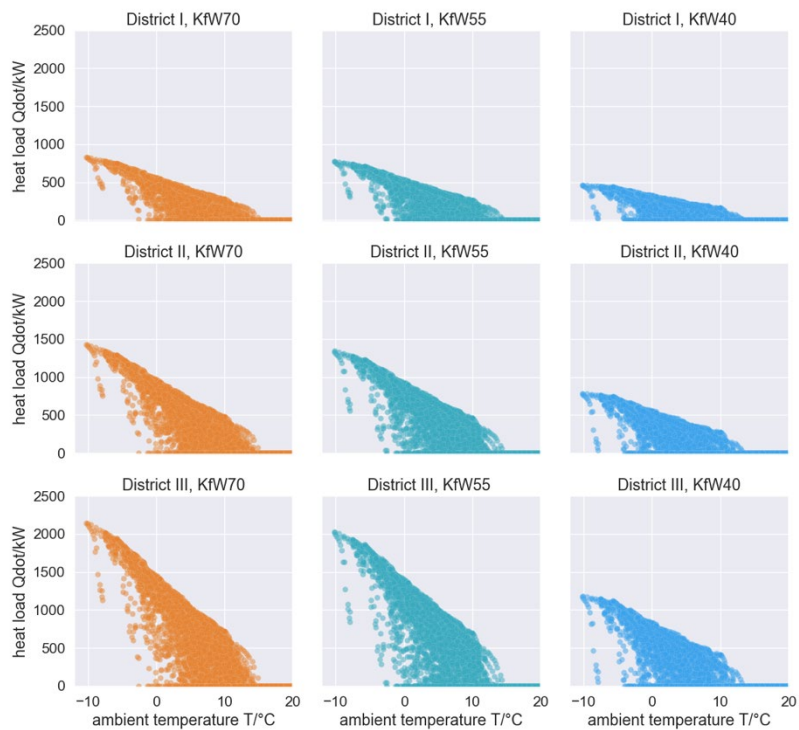 District I, KfW70
District I, KfW55
District I, KfW40
heat load Qdot/kW
2500
2000
1500
1000
500
0
District II, KfW70
District II, KfW55
District II, KfW40
heat load Qdot/kW
2500
2000
1500
1000
500
0
District III, KfW70
District III, KfW55
District III, KfW40
heat load Qdot/kW
2500
2000
1500
1000
500
0
−10 0 10 20
−10 0 10 20
−10 0 10 20
ambient temperature T/°C
ambient temperature T/°C
ambient temperature T/°C